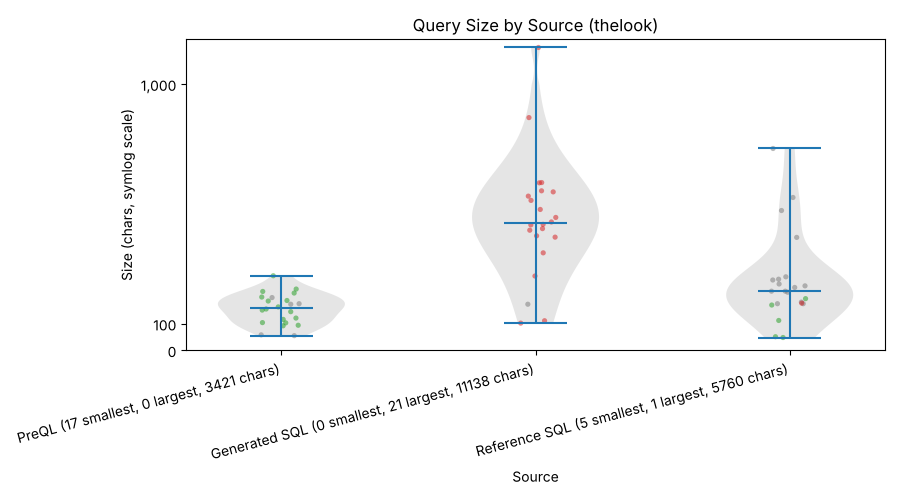 Query Size by Source (thelook)
Size (chars, symlog scale)
1,000
100
0
PreQL (17 smallest, 0 largest, 3421 chars)
Generated SQL (0 smallest, 21 largest, 11138 chars)
Reference SQL (5 smallest, 1 largest, 5760 chars)
Source